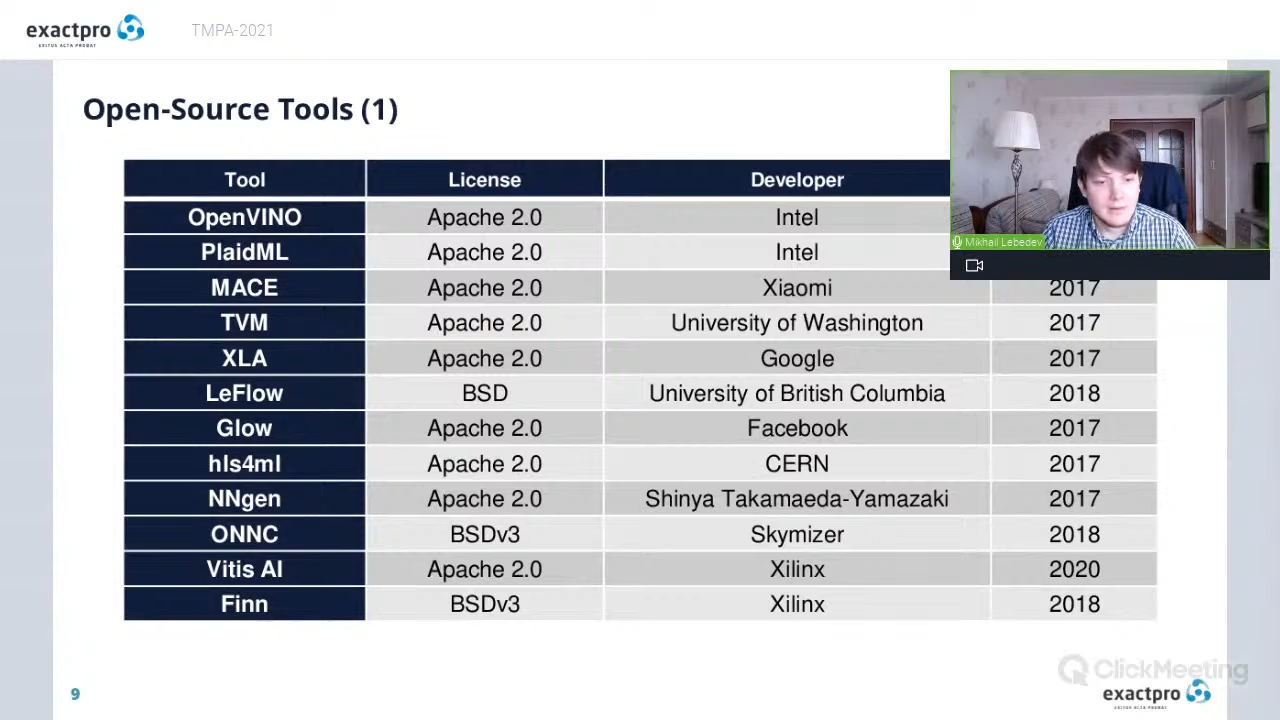 exactpro
EXITUS ACTA PROBAT
TMPA-2021
Open-Source Tools (1)
Tool License Developer
OpenVINO Apache 2.0 Intel
PlaidML Apache 2.0 Intel
MACE Apache 2.0 Xiaomi 2017
TVM Apache 2.0 University of Washington 2017
XLA Apache 2.0 Google 2017
LeFlow BSD University of British Columbia 2018
Glow Apache 2.0 Facebook 2017
hls4ml Apache 2.0 CERN 2017
NNgen Apache 2.0 Shinya Takamaeda-Yamazaki 2017
ONNC BSDv3 Skymizer 2018
Vitis AI Apache 2.0 Xilinx 2020
Finn BSDv3 Xilinx 2018
Mikhail Lebedev
9
ClickMeeting
exactpro
EXITUS ACTA PROBAT